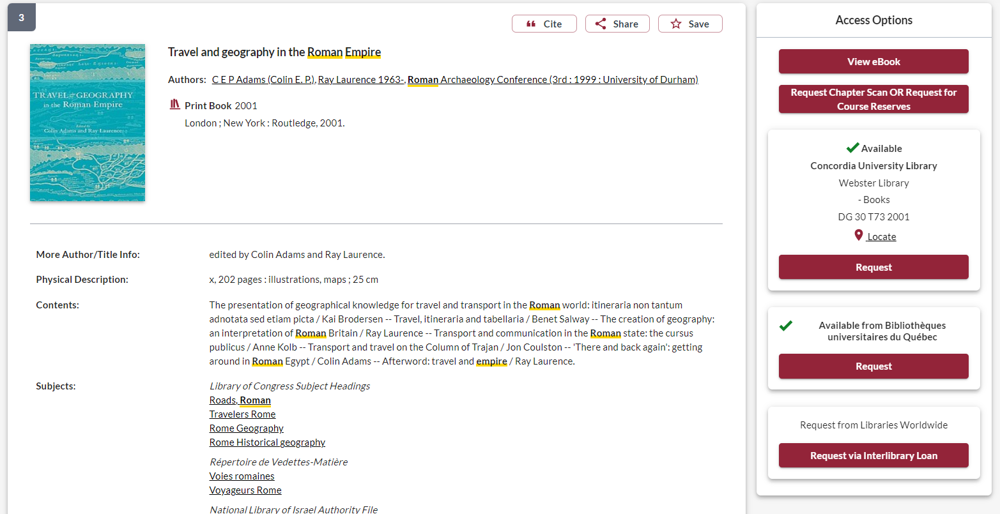 3
Cite
Share
Save
TRAVEL & GEOGRAPHY
in the Roman Empire
Edited by
Colin Adams and Ray Laurence
Travel and geography in the Roman Empire
Authors: C E P Adams (Colin E. P.), Ray Laurence 1963-, Roman Archaeology Conference (3rd : 1999 : University of Durham)
Print Book 2001
London ; New York : Routledge, 2001.
More Author/Title Info: edited by Colin Adams and Ray Laurence.
Physical Description: x, 202 pages : illustrations, maps ; 25 cm
Contents: The presentation of geographical knowledge for travel and transport in the Roman world: itineraria non tantum
adnotata sed etiam picta / Kai Brodersen -- Travel, itineraria and tabellaria / Benet Salway -- The creation of geography:
an interpretation of Roman Britain / Ray Laurence -- Transport and communication in the Roman state: the cursus
publicus / Anne Kolb -- Transport and travel on the Column of Trajan / Jon Coulston -- 'There and back again': getting
around in Roman Egypt / Colin Adams -- Afterword: travel and empire / Ray Laurence.
Subjects: Library of Congress Subject Headings
Roads, Roman
Travelers Rome
Rome Geography
Rome Historical geography
Répertoire de Vedettes-Matière
Voies romaines
Voyageurs Rome
National Library of Israel Authority File
Access Options
View eBook
Request Chapter Scan OR Request for
Course Reserves
Available
Concordia University Library
Webster Library
- Books
DG 30 T73 2001
Locate
Request
Available from Bibliothèques
universitaires du Québec
Request
Request from Libraries Worldwide
Request via Interlibrary Loan